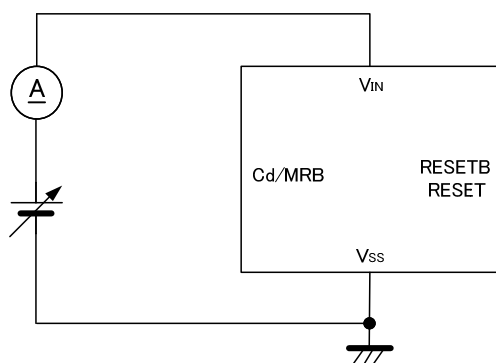 A
VIN
Cd/MRB
RESETB
RESET
VSS